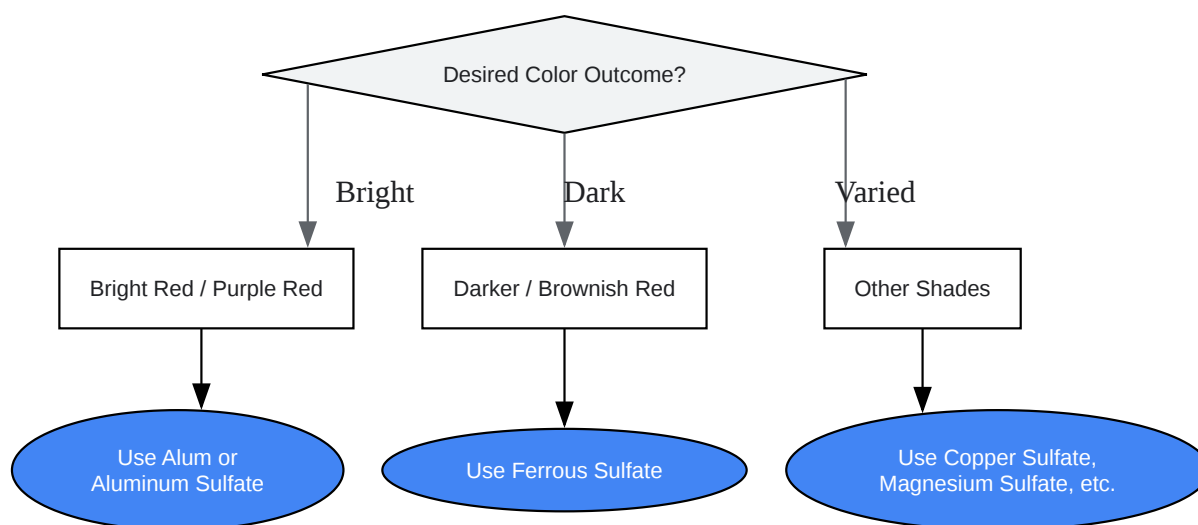 Desired Color Outcome?
Bright
Dark
Varied
Bright Red / Purple Red
Darker / Brownish Red
Other Shades
Use Alum or
Aluminum Sulfate
Use Ferrous Sulfate
Use Copper Sulfate,
Magnesium Sulfate, etc.